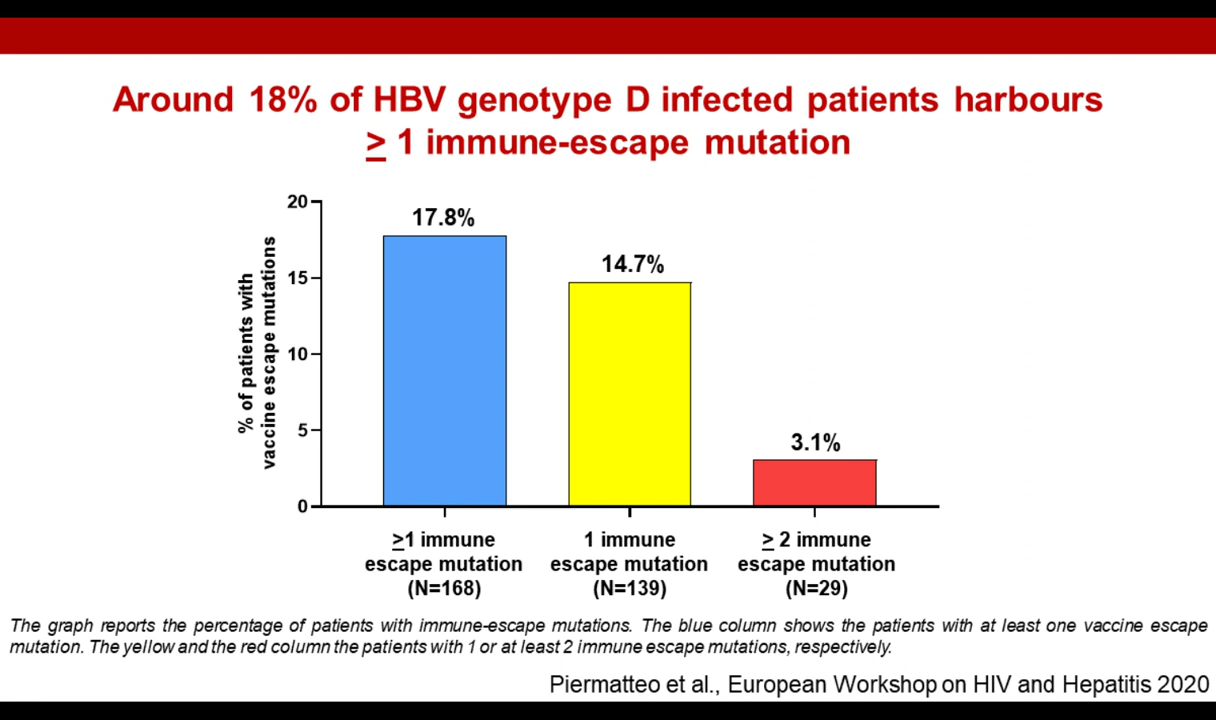 Around 18% of HBV genotype D infected patients harbours
≥ 1 immune-escape mutation
% of patients with
vaccine escape mutations
20
15
10
5
0
17.8%
14.7%
3.1%
≥1 immune
escape mutation
(N=168)
1 immune
escape mutation
(N=139)
≥ 2 immune
escape mutation
(N=29)
The graph reports the percentage of patients with immune-escape mutations. The blue column shows the patients with at least one vaccine escape
mutation. The yellow and the red column the patients with 1 or at least 2 immune escape mutations, respectively.
Piermatteo et al., European Workshop on HIV and Hepatitis 2020